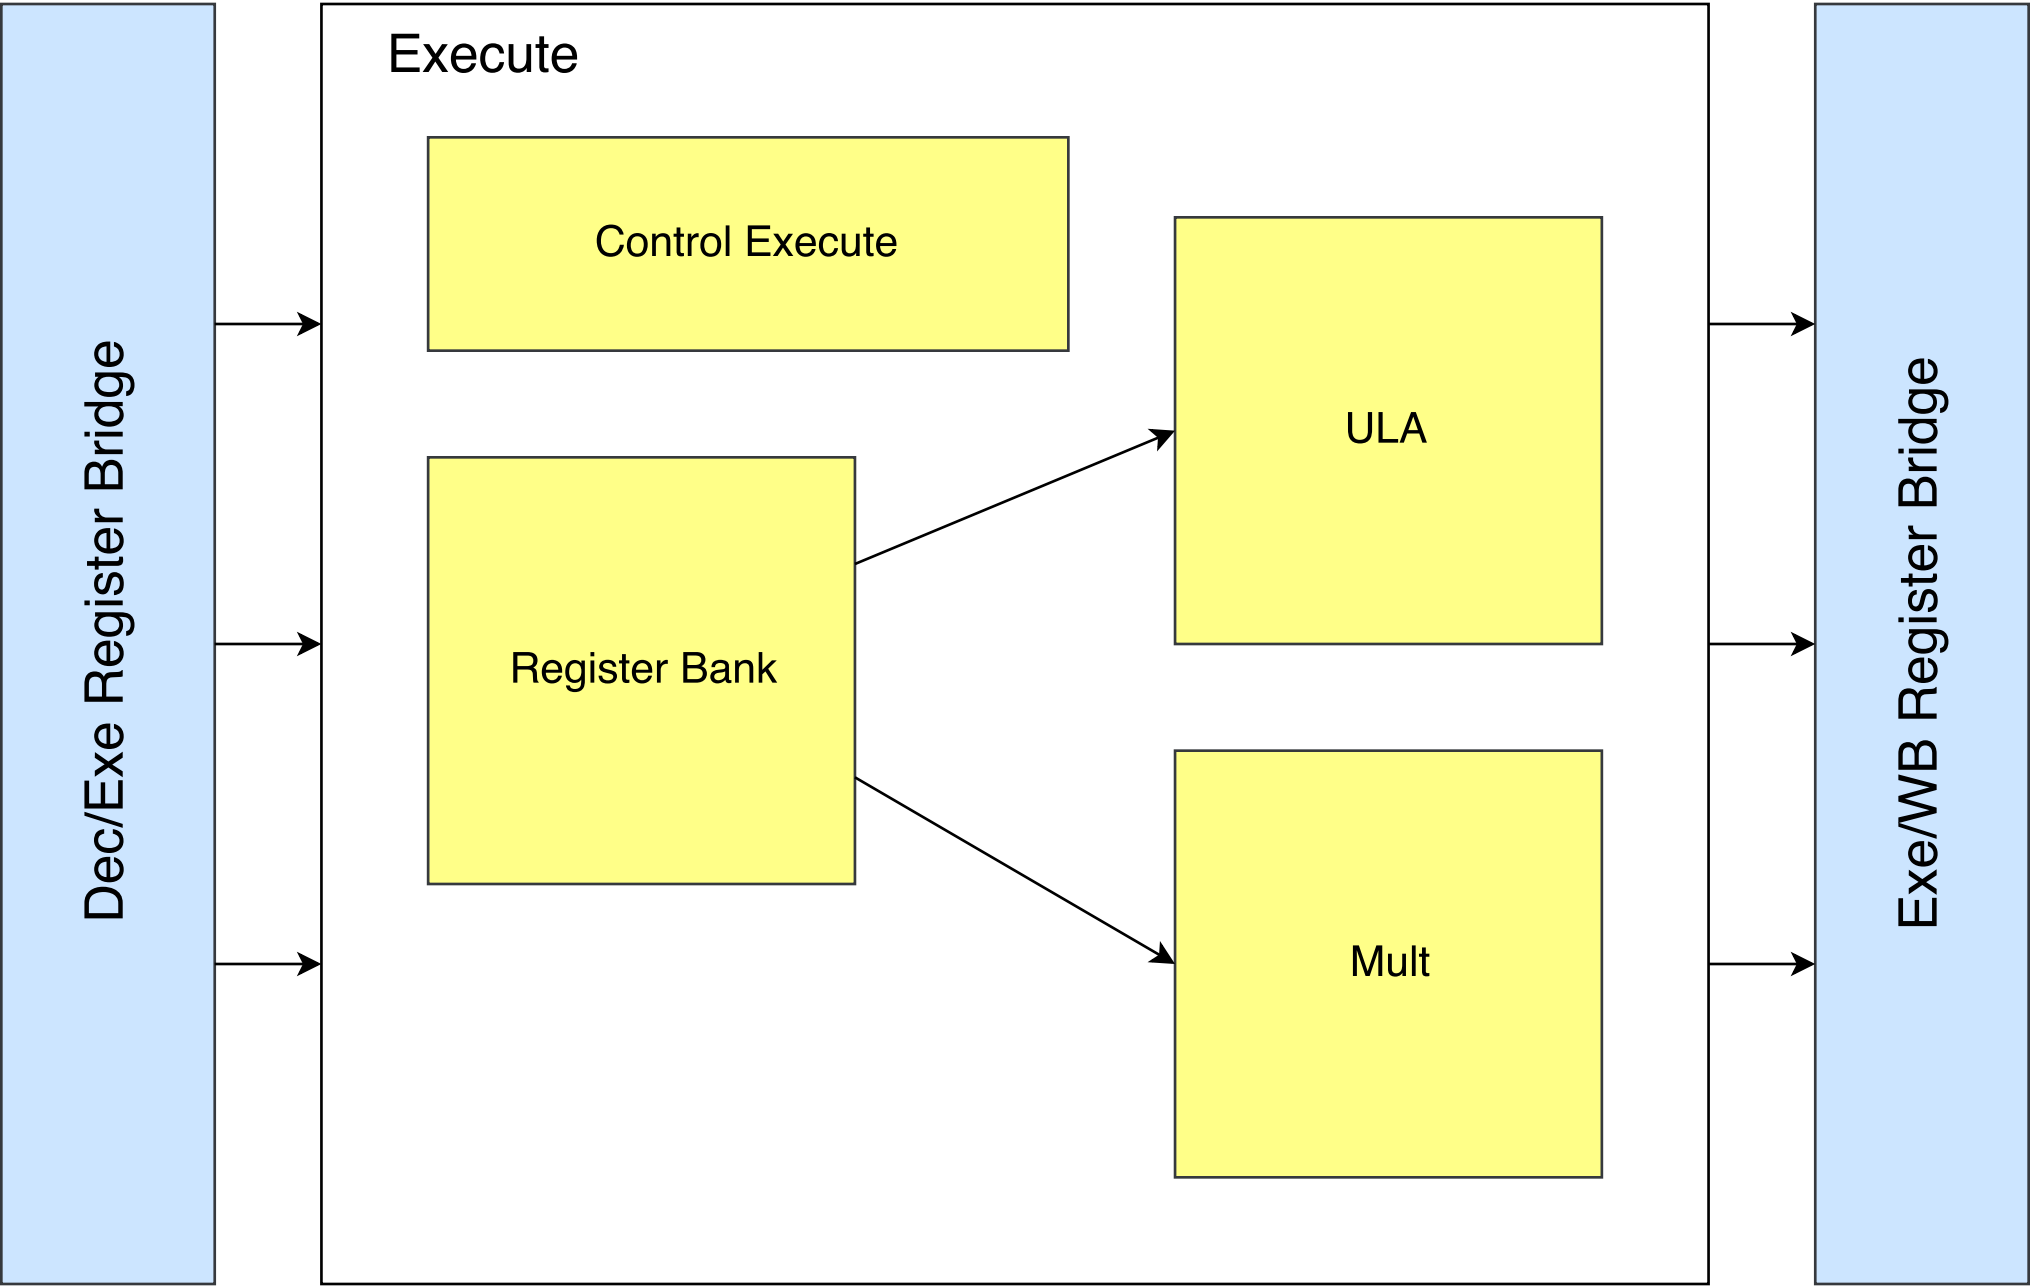 Dec/Exe Register Bridge
Execute
Control Execute
Register Bank
ULA
Mult
Exe/WB Register Bridge